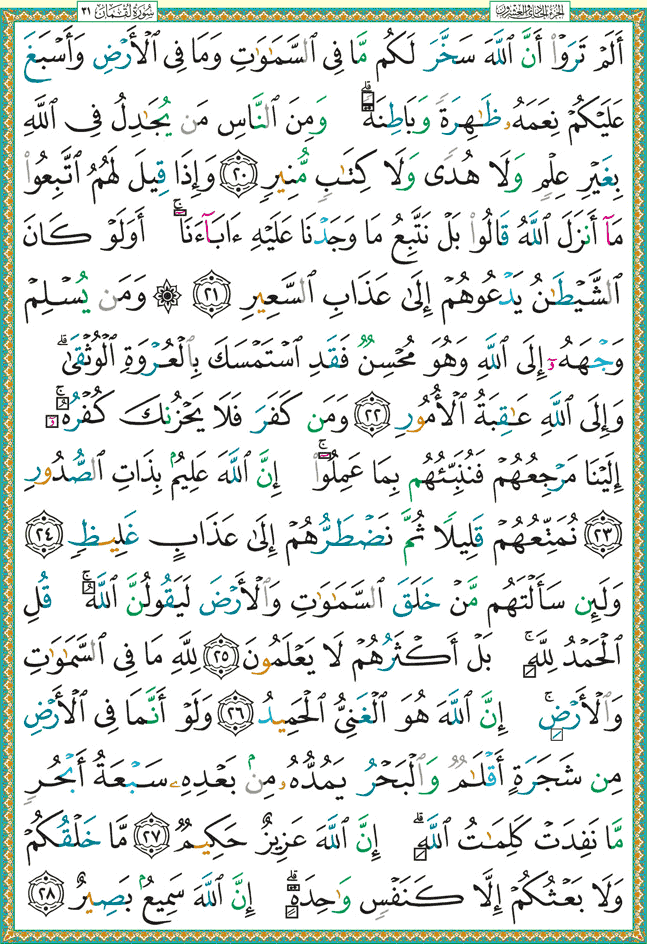 الجزء الحادي والعشرون
سورة لقمان ٣١
أَلَمْ تَرَوْا۟ أَنَّ ٱللَّهَ سَخَّرَ لَكُم مَّا فِى ٱلسَّمَـٰوَٰتِ وَمَا فِى ٱلْأَرْضِ وَأَسْبَغَ
عَلَيْكُمْ نِعَمَهُۥ ظَـٰهِرَةً وَبَاطِنَةً ۗ وَمِنَ ٱلنَّاسِ مَن يُجَـٰدِلُ فِى ٱللَّهِ
بِغَيْرِ عِلْمٍ وَلَا هُدًى وَلَا كِتَـٰبٍ مُّنِيرٍ ٢٠ وَإِذَا قِيلَ لَهُمُ ٱتَّبِعُوا۟
مَآ أَنزَلَ ٱللَّهُ قَالُوا۟ بَلْ نَتَّبِعُ مَا وَجَدْنَا عَلَيْهِ ءَابَآءَنَآ ۚ أَوَلَوْ كَانَ
ٱلشَّيْطَـٰنُ يَدْعُوهُمْ إِلَىٰ عَذَابِ ٱلسَّعِيرِ ٢١ ۞ وَمَن يُسْلِمْ
وَجْهَهُۥٓ إِلَى ٱللَّهِ وَهُوَ مُحْسِنٌ فَقَدِ ٱسْتَمْسَكَ بِٱلْعُرْوَةِ ٱلْوُثْقَىٰ ۗ
وَإِلَى ٱللَّهِ عَـٰقِبَةُ ٱلْأُمُورِ ٢٢ وَمَن كَفَرَ فَلَا يَحْزُنكَ كُفْرُهُۥٓ ۚ
إِلَيْنَا مَرْجِعُهُمْ فَنُنَبِّئُهُم بِمَا عَمِلُوٓا۟ ۚ إِنَّ ٱللَّهَ عَلِيمٌۢ بِذَاتِ ٱلصُّدُورِ
٢٣ نُمَتِّعُهُمْ قَلِيلًا ثُمَّ نَضْطَرُّهُمْ إِلَىٰ عَذَابٍ غَلِيظٍ ٢٤
وَلَئِن سَأَلْتَهُم مَّنْ خَلَقَ ٱلسَّمَـٰوَٰتِ وَٱلْأَرْضَ لَيَقُولُنَّ ٱللَّهُ ۚ قُلِ
ٱلْحَمْدُ لِلَّهِ ۚ بَلْ أَكْثَرُهُمْ لَا يَعْلَمُونَ ٢٥ لِلَّهِ مَا فِى ٱلسَّمَـٰوَٰتِ
وَٱلْأَرْضِ ۚ إِنَّ ٱللَّهَ هُوَ ٱلْغَنِىُّ ٱلْحَمِيدُ ٢٦ وَلَوْ أَنَّمَا فِى ٱلْأَرْضِ
مِن شَجَرَةٍ أَقْلَـٰمٌ وَٱلْبَحْرُ يَمُدُّهُۥ مِنۢ بَعْدِهِۦ سَبْعَةُ أَبْحُرٍ
مَّا نَفِدَتْ كَلِمَـٰتُ ٱللَّهِ ۗ إِنَّ ٱللَّهَ عَزِيزٌ حَكِيمٌ ٢٧ مَّا خَلْقُكُمْ
وَلَا بَعْثُكُمْ إِلَّا كَنَفْسٍ وَٰحِدَةٍ ۗ إِنَّ ٱللَّهَ سَمِيعٌۢ بَصِيرٌ ٢٨